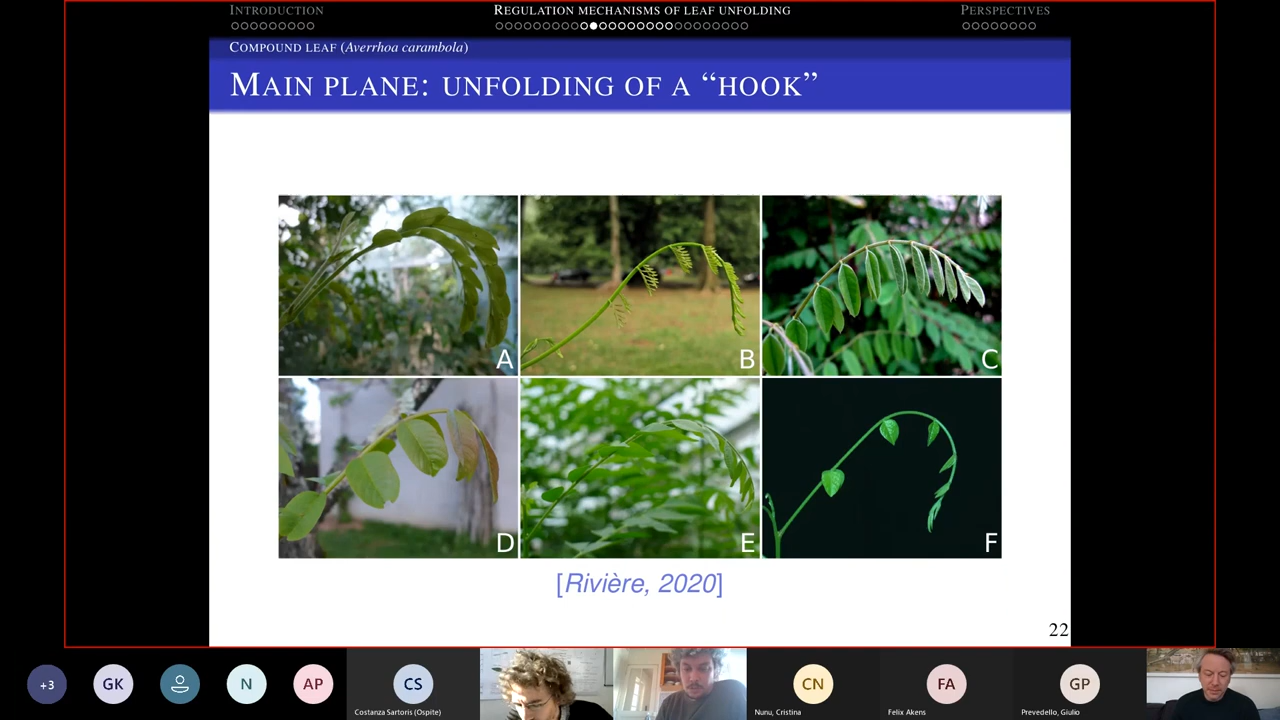 INTRODUCTION
REGULATION MECHANISMS OF LEAF UNFOLDING
PERSPECTIVES
COMPOUND LEAF (Averrhoa carambola)
MAIN PLANE: UNFOLDING OF A “HOOK”
A
B
C
D
E
F
[Rivière, 2020]
22
+3
GK
N
AP
CS
CN
FA
GP
Costanza Sartoris (Ospite)
Nunu, Cristina
Felix Akens
Prevedello, Giulio